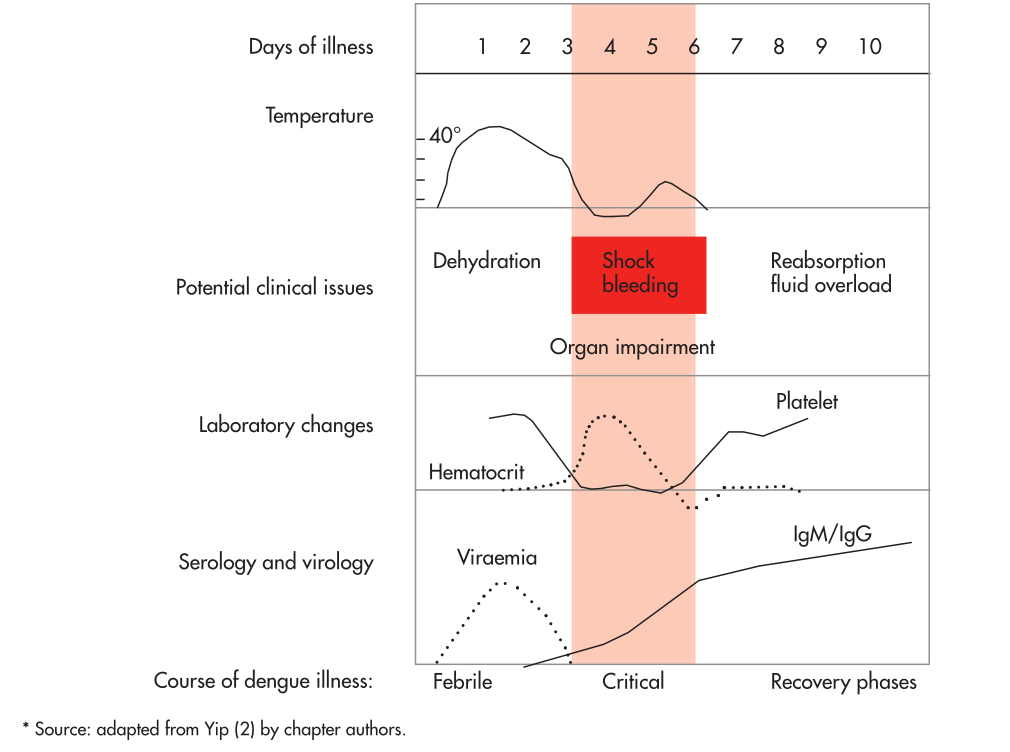 Days of illness 1 2 3 4 5 6 7 8 9 10
Temperature
40°
Potential clinical issues
Dehydration
Shock
bleeding
Reabsorption
fluid overload
Organ impairment
Laboratory changes
Platelet
Hematocrit
Serology and virology
IgM/IgG
Viraemia
Course of dengue illness: Febrile Critical Recovery phases
* Source: adapted from Yip (2) by chapter authors.